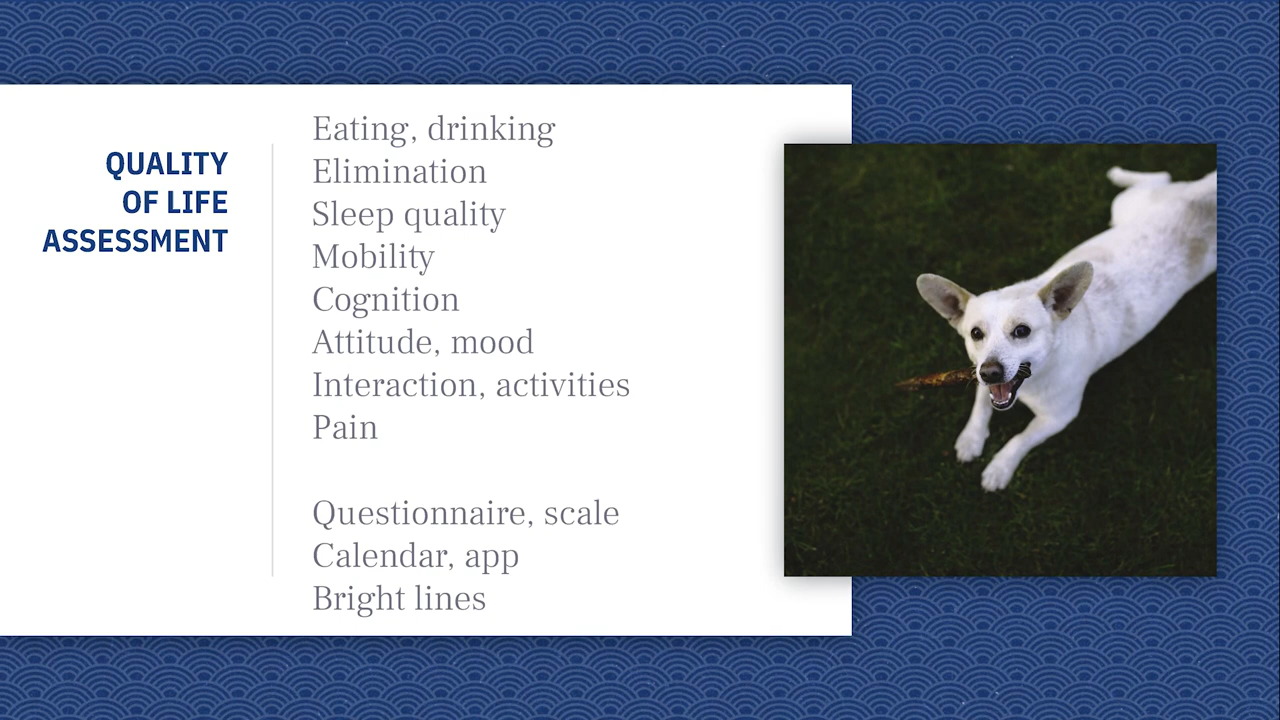 QUALITY
OF LIFE
ASSESSMENT
Eating, drinking
Elimination
Sleep quality
Mobility
Cognition
Attitude, mood
Interaction, activities
Pain
Questionnaire, scale
Calendar, app
Bright lines